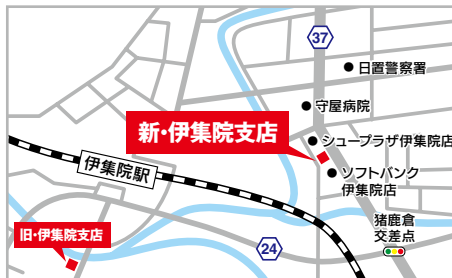 37
日置警察署
守屋病院
新・伊集院支店
シュープラザ伊集院店
伊集院駅
ソフトバンク
伊集院店
旧・伊集院支店
猪鹿倉
交差点
24